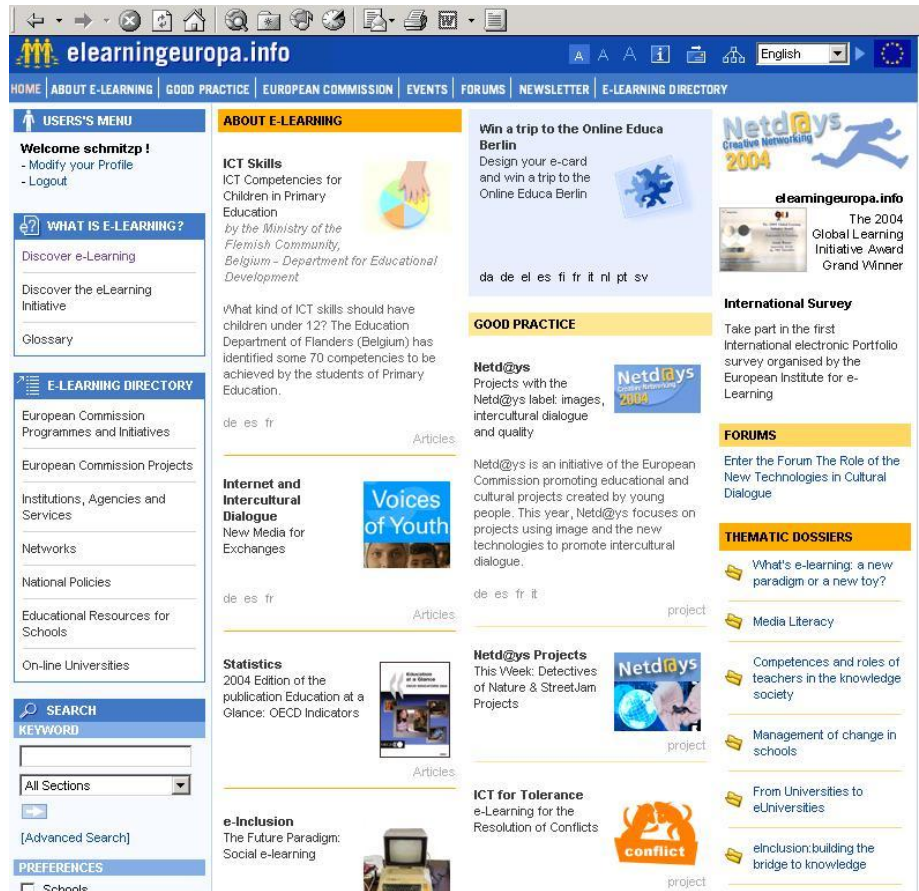 elearningeuropa.info
A A A i English
HOME ABOUT E-LEARNING GOOD PRACTICE EUROPEAN COMMISSION EVENTS FORUMS NEWSLETTER E-LEARNING DIRECTORY
USERS'S MENU
Welcome schmitzp !
- Modify your Profile
- Logout
WHAT IS E-LEARNING?
Discover e-Learning
Discover the eLearning
Initiative
Glossary
E-LEARNING DIRECTORY
European Commission
Programmes and Initiatives
European Commission Projects
Institutions, Agencies and
Services
Networks
National Policies
Educational Resources for
Schools
On-line Universities
SEARCH
KEYWORD
All Sections
[Advanced Search]
PREFERENCES
Schools
ABOUT E-LEARNING
ICT Skills
ICT Competencies for
Children in Primary
Education
by the Ministry of the
Flemish Community,
Belgium - Department for Educational
Development
What kind of ICT skills should have
children under 12? The Education
Department of Flanders (Belgium) has
identified some 70 competencies to be
achieved by the students of Primary
Education.
de es fr
Articles
Internet and
Intercultural
Dialogue
New Media for
Exchanges
Voices
of Youth
de es fr
Articles
Statistics
2004 Edition of the
publication Education at a
Glance: OECD Indicators
Education
at a Glance
Articles
e-Inclusion
The Future Paradigm:
Social e-learning
Win a trip to the Online Educa
Berlin
Design your e-card
and win a trip to the
Online Educa Berlin
da de el es fi fr it nl pt sv
GOOD PRACTICE
Netd@ys
Projects with the
Netd@ys label: images,
intercultural dialogue
and quality
Netd@ys
Creative Networking
2004
Netd@ys is an initiative of the European
Commission promoting educational and
cultural projects created by young
people. This year, Netd@ys focuses on
projects using image and the new
technologies to promote intercultural
dialogue.
de es fr it
project
Netd@ys Projects
This Week: Detectives
of Nature & StreetJam
Projects
Netd@ys
project
ICT for Tolerance
e-Learning for the
Resolution of Conflicts
conflict
project
Netd@ys
Creative Networking
2004
elearningeuropa.info
The 2004
Global Learning
Initiative Award
Grand Winner
International Survey
Take part in the first
International electronic Portfolio
survey organised by the
European Institute for e-
Learning
FORUMS
Enter the Forum The Role of the
New Technologies in Cultural
Dialogue
THEMATIC DOSSIERS
What's e-learning: a new
paradigm or a new toy?
Media Literacy
Competences and roles of
teachers in the knowledge
society
Management of change in
schools
From Universities to
eUniversities
eInclusion:building the
bridge to knowledge